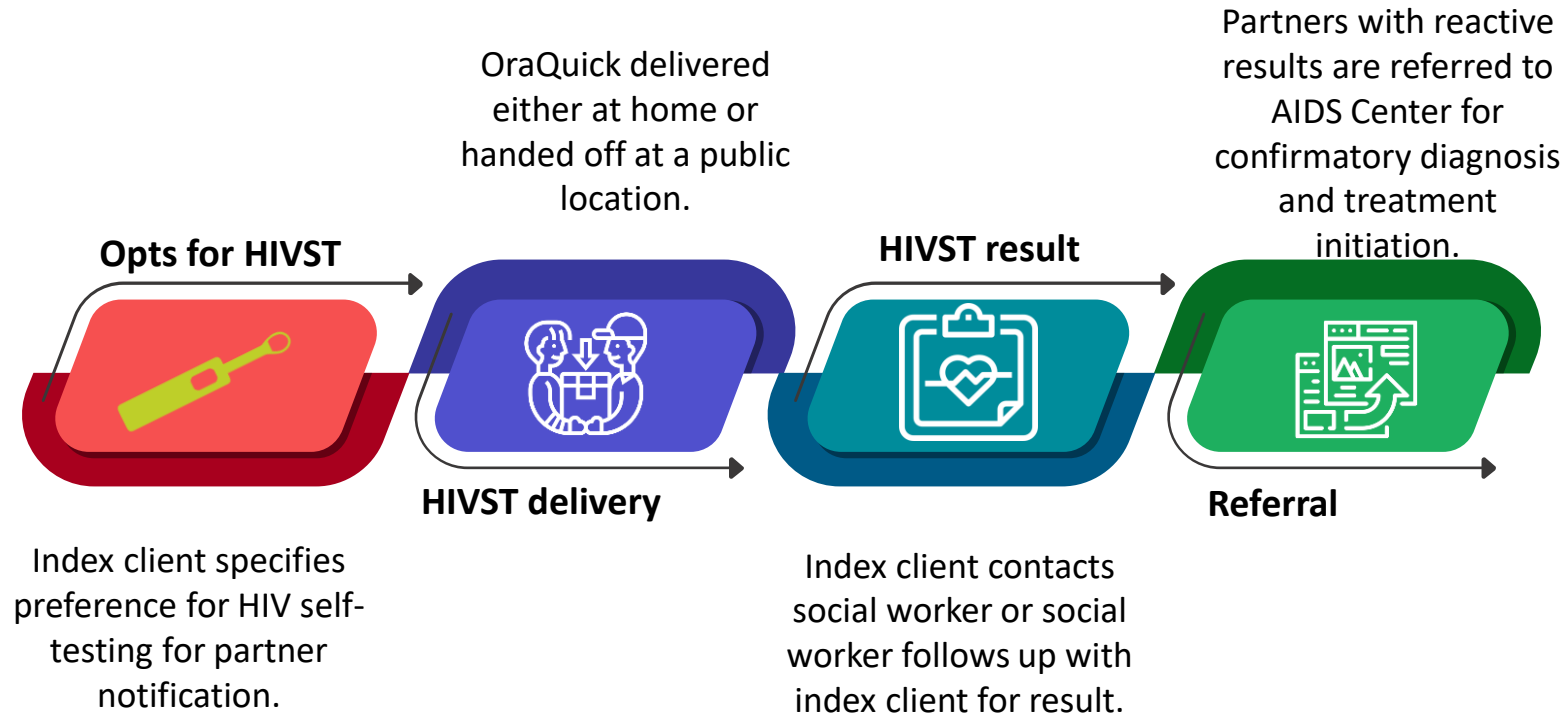 Opts for HIVST
Index client specifies
preference for HIV self-
testing for partner
notification.
OraQuick delivered
either at home or
handed off at a public
location.
HIVST delivery
HIVST result
Index client contacts
social worker or social
worker follows up with
index client for result.
Partners with reactive
results are referred to
AIDS Center for
confirmatory diagnosis
and treatment
initiation.
Referral